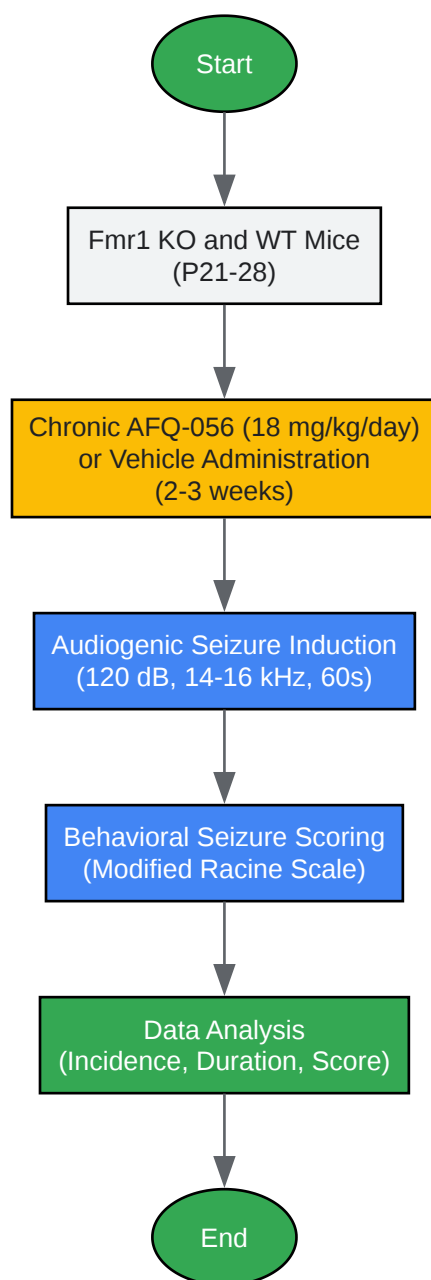 Start
Fmr1 KO and WT Mice
(P21-28)
Chronic AFQ-056 (18 mg/kg/day)
or Vehicle Administration
(2-3 weeks)
Audiogenic Seizure Induction
(120 dB, 14-16 kHz, 60s)
Behavioral Seizure Scoring
(Modified Racine Scale)
Data Analysis
(Incidence, Duration, Score)
End